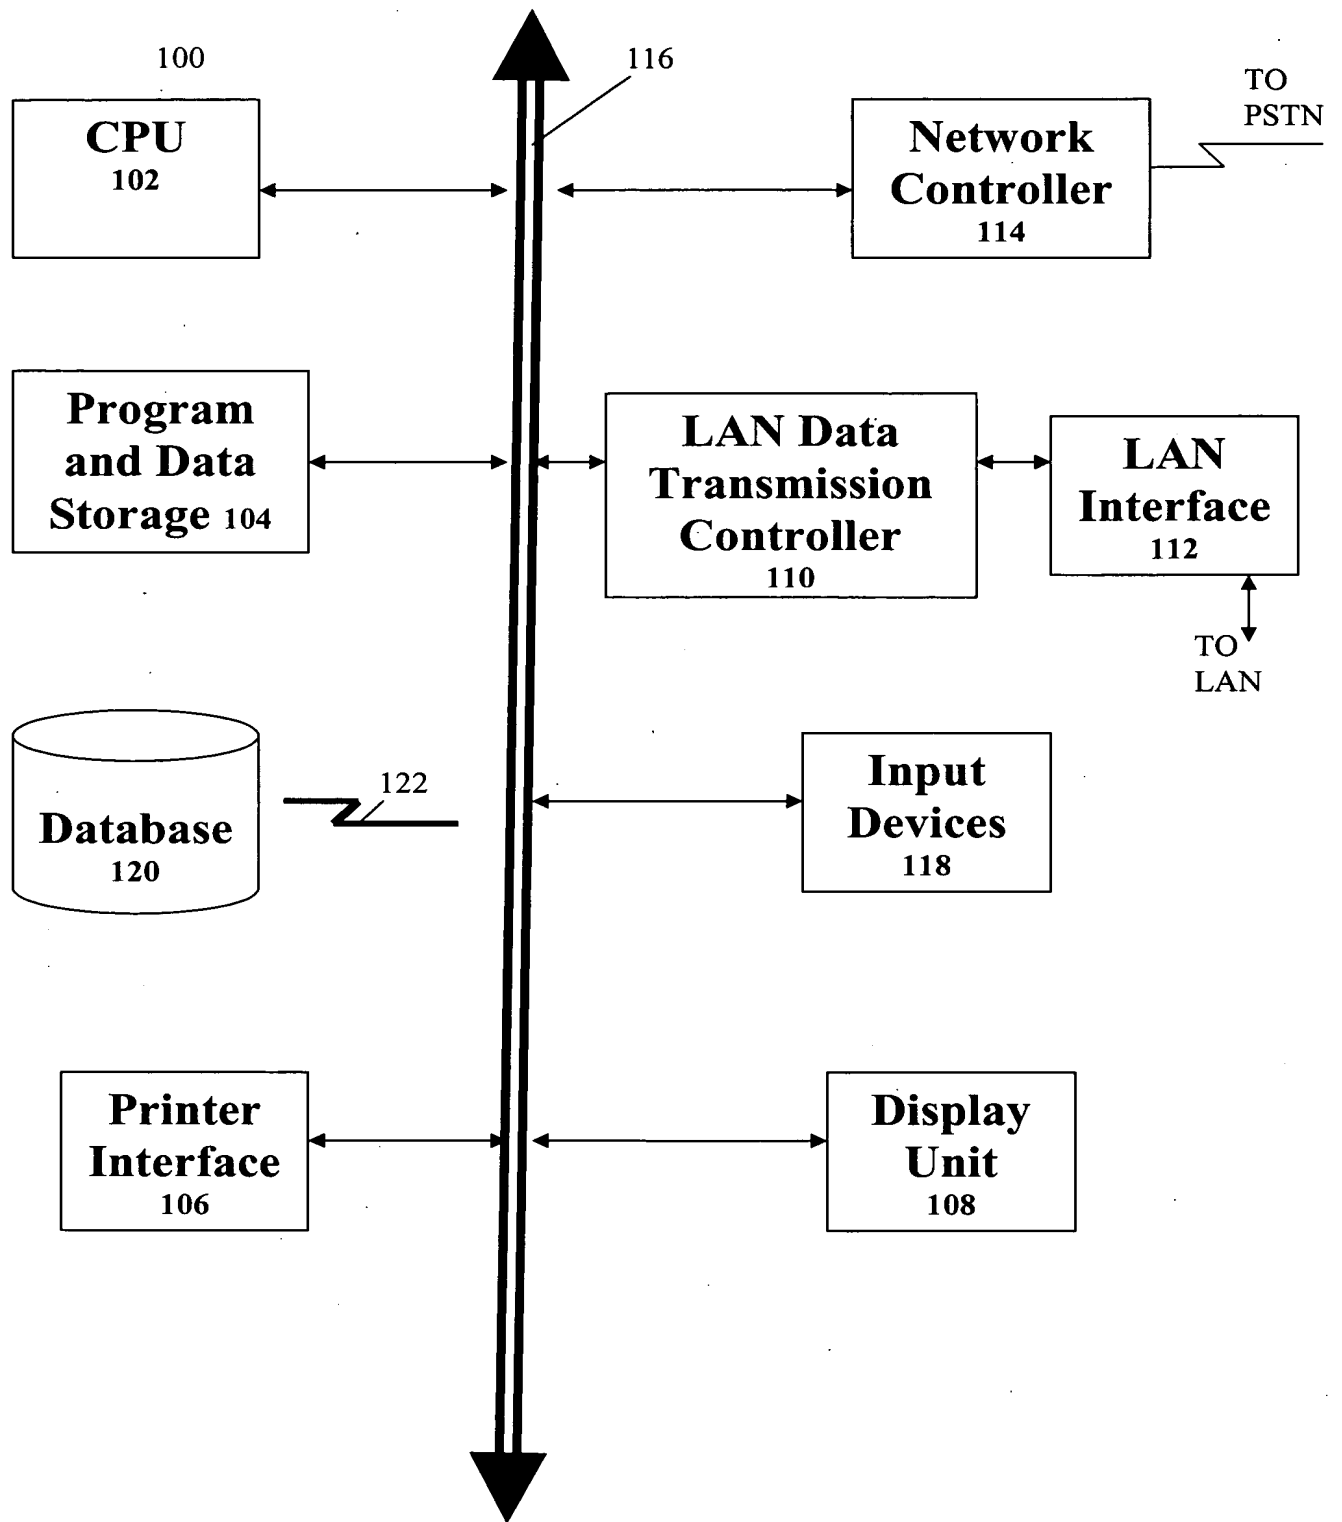 100
116
TO
PSTN
CPU
102
Network
Controller
114
Program
and Data
Storage 104
LAN Data
Transmission
Controller
110
LAN
Interface
112
TO
LAN
Database
120
122
Input
Devices
118
Printer
Interface
106
Display
Unit
108